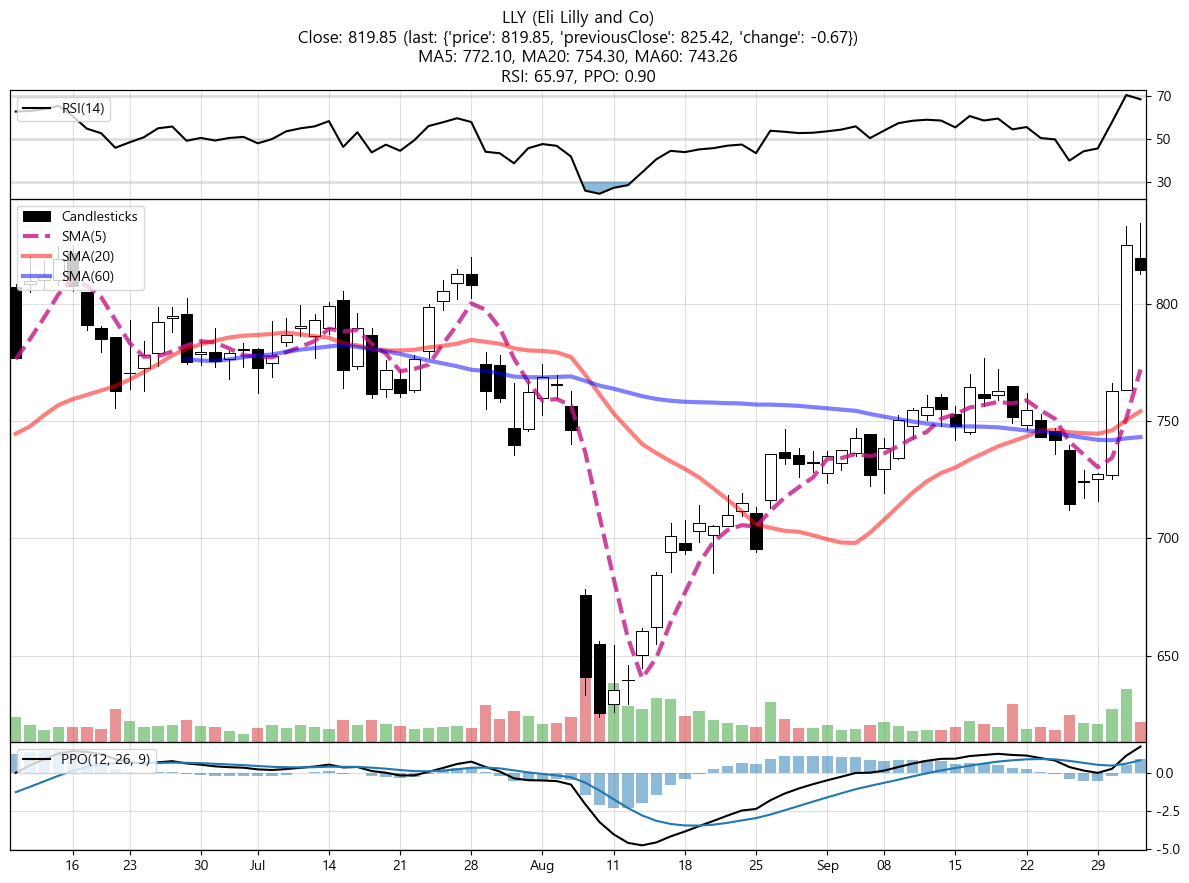 LLY (Eli Lilly and Co)
Close: 819.85 (last: {'price': 819.85, 'previousClose': 825.42, 'change': -0.67})
MA5: 772.10, MA20: 754.30, MA60: 743.26
RSI: 65.97, PPO: 0.90
RSI(14)
70
50
30
Candlesticks
SMA(5)
SMA(20)
SMA(60)
800
750
700
650
PPO(12, 26, 9)
0.0
-2.5
-5.0
16 23 30 Jul 14 21 28 Aug 11 18 25 Sep 08 15 22 29